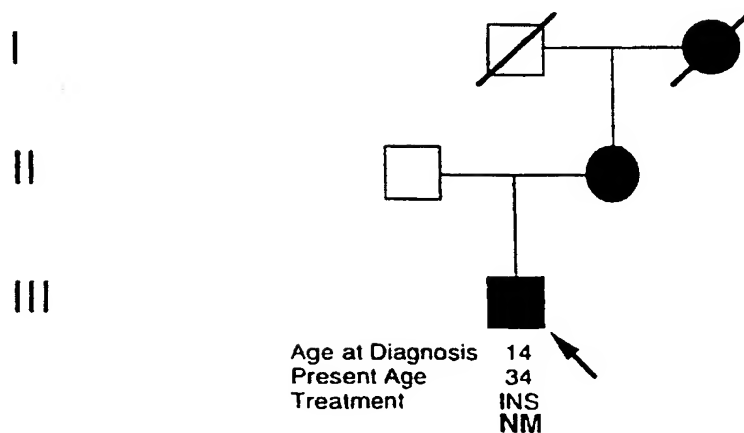 I
II
III
Age at Diagnosis 14
Present Age 34
Treatment INS
NM